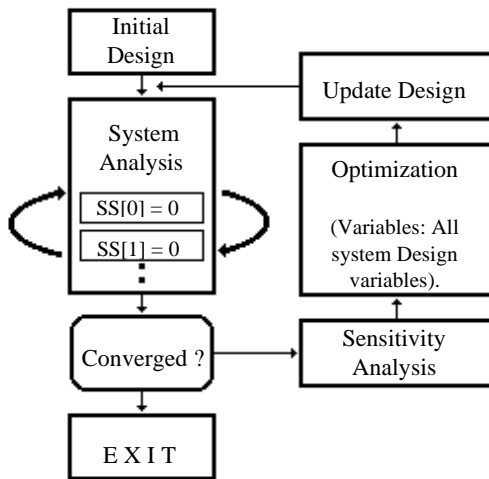 Initial
Design
System
Analysis
SS[0] = 0
SS[1] = 0
Converged ?
E X I T
Update Design
Optimization
(Variables: All
system Design
variables).
Sensitivity
Analysis